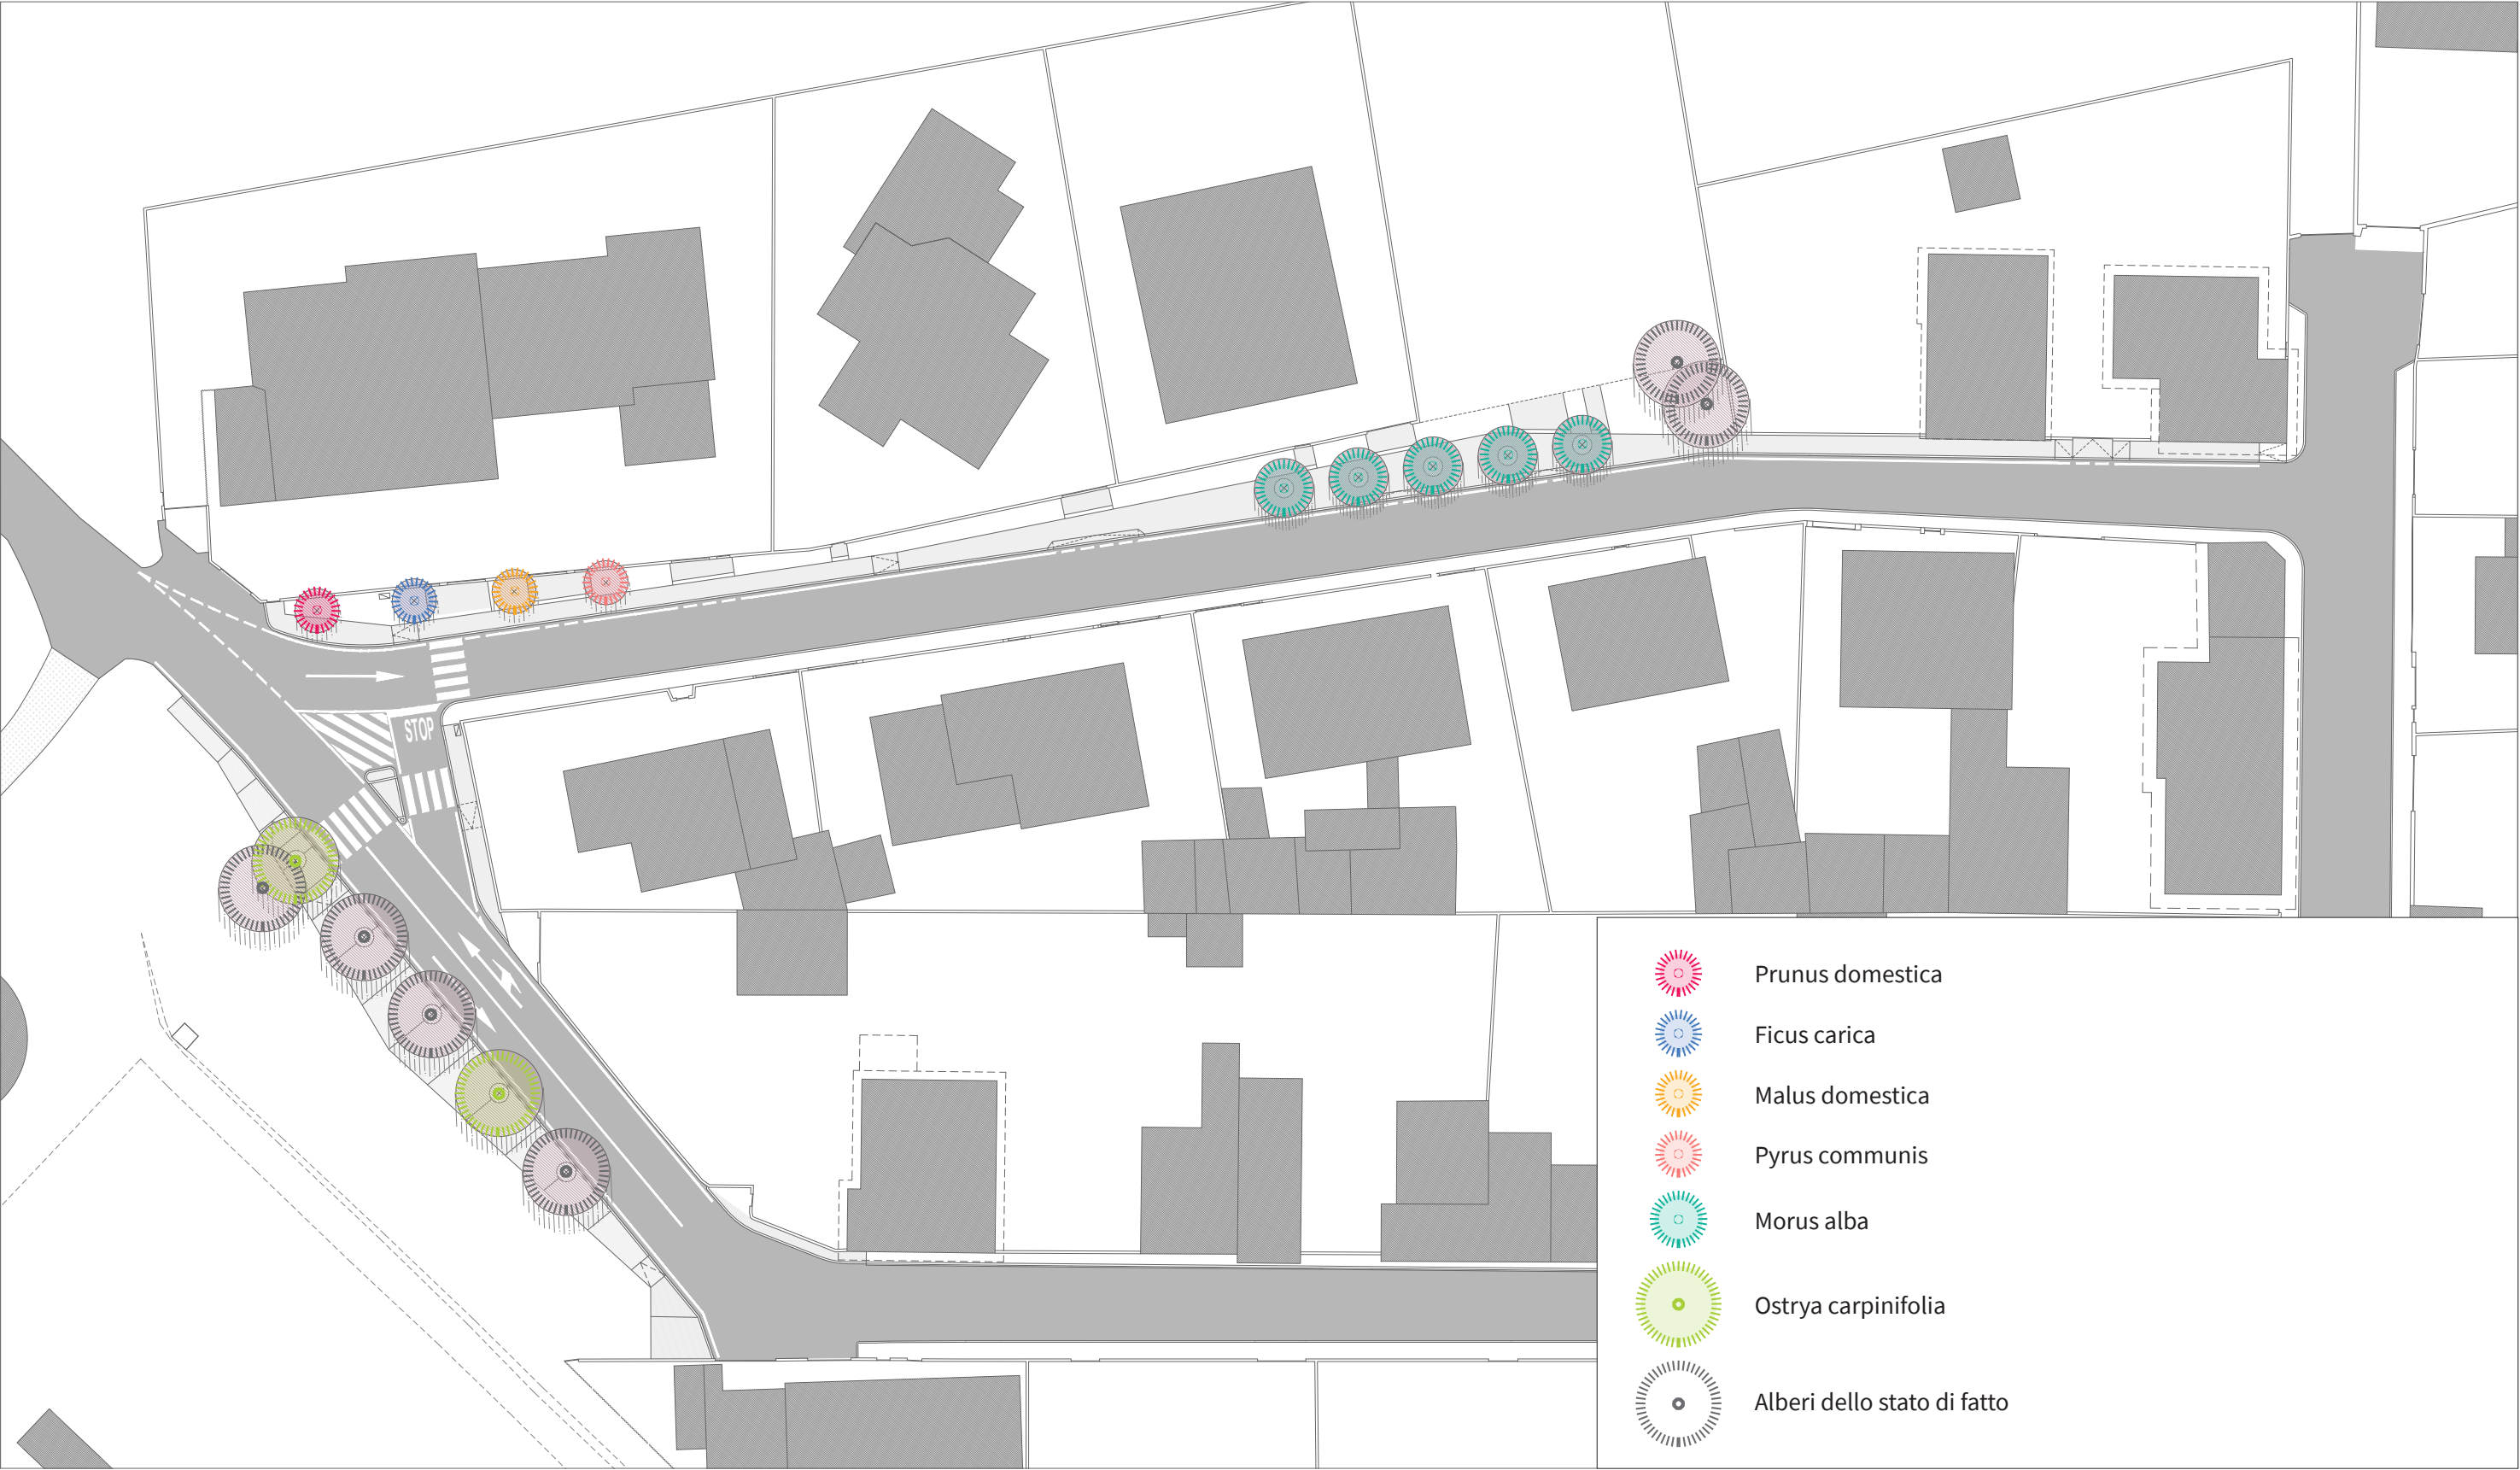 STOP
Prunus domestica
Ficus carica
Malus domestica
Pyrus communis
Morus alba
Ostrya carpinifolia
Alberi dello stato di fatto